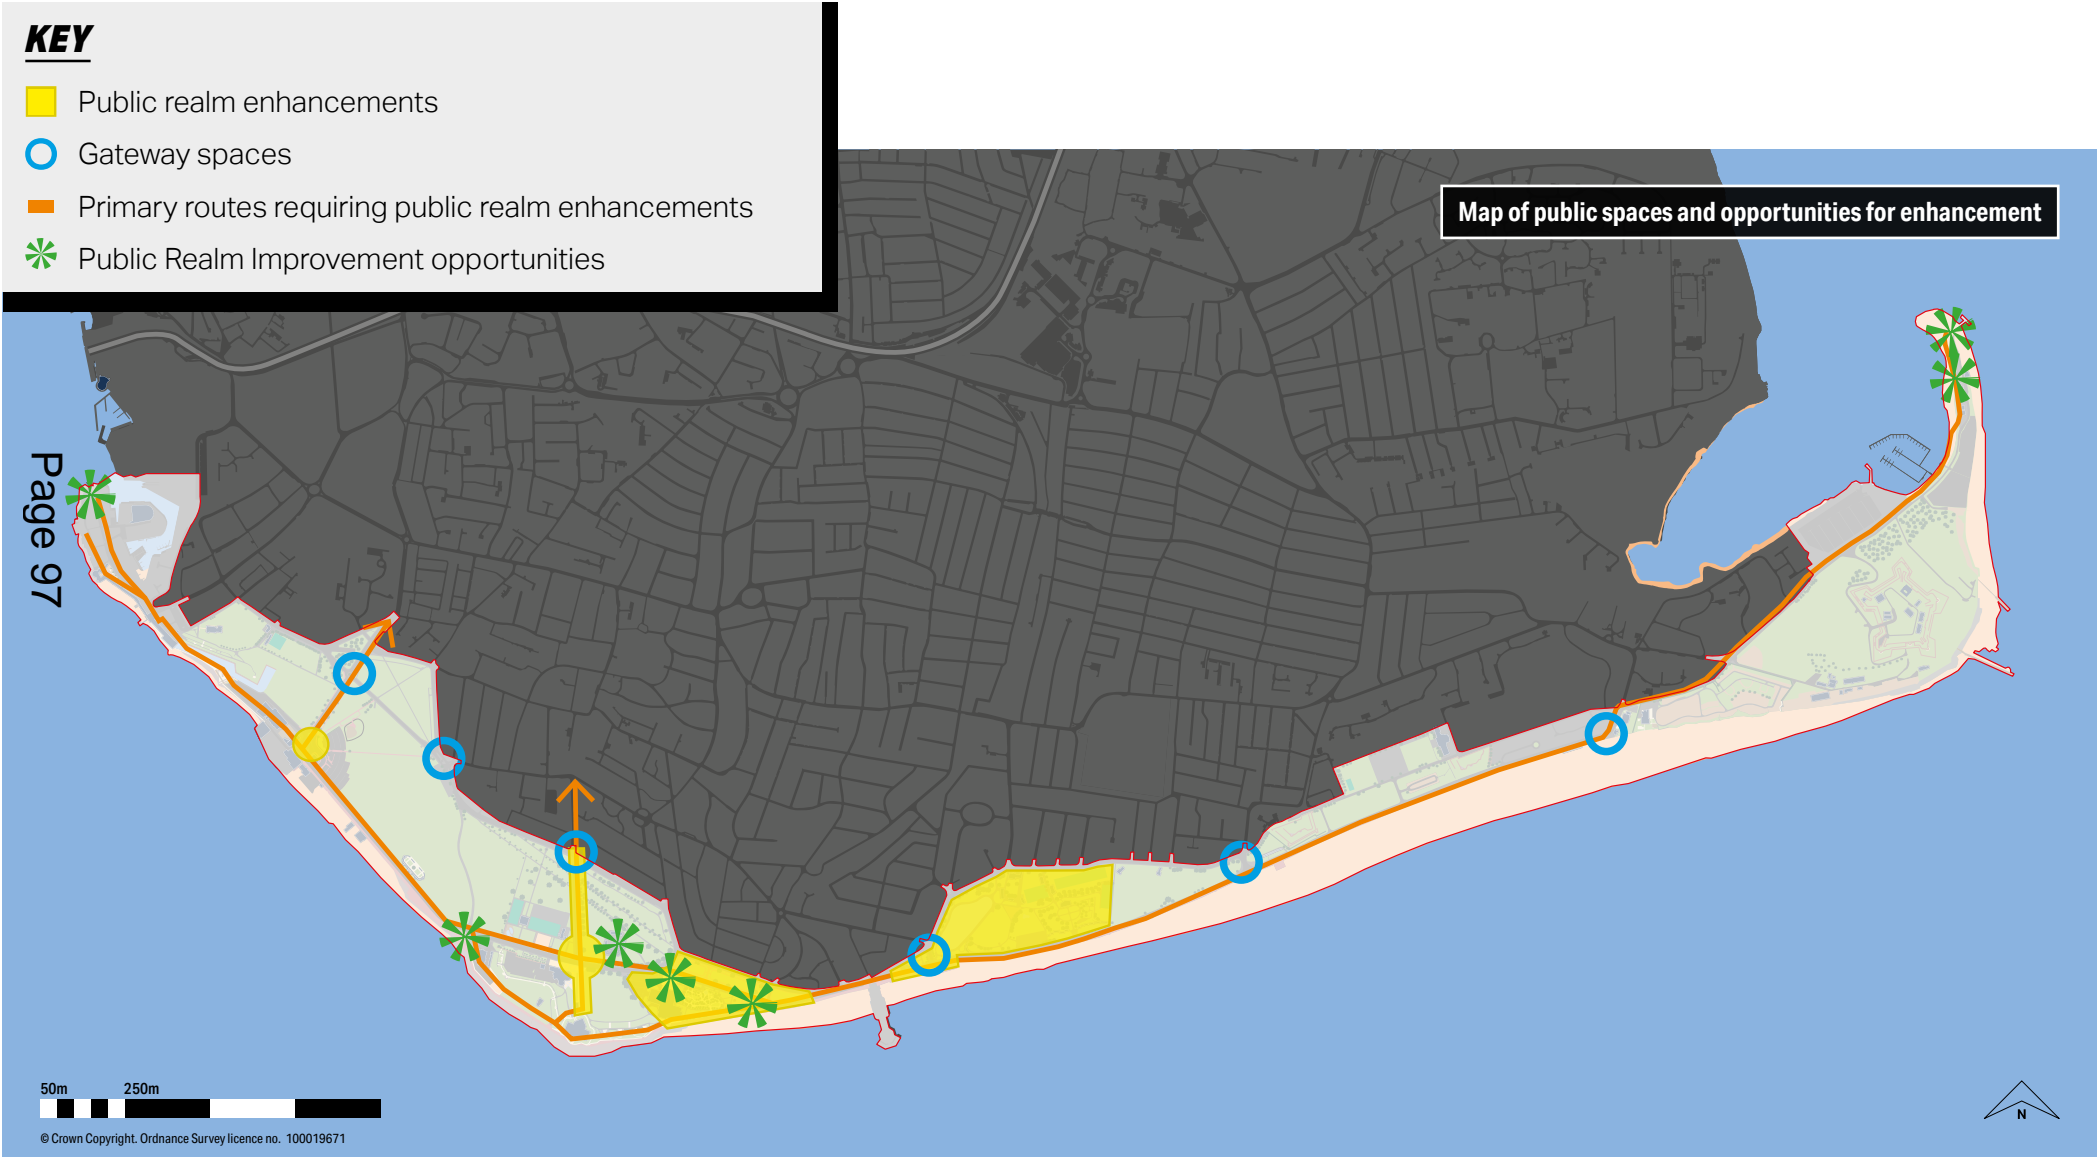 KEY
Public realm enhancements
Gateway spaces
Primary routes requiring public realm enhancements
Public Realm Improvement opportunities
Map of public spaces and opportunities for enhancement
Page 97
50m 250m
© Crown Copyright. Ordnance Survey licence no. 100019671
N